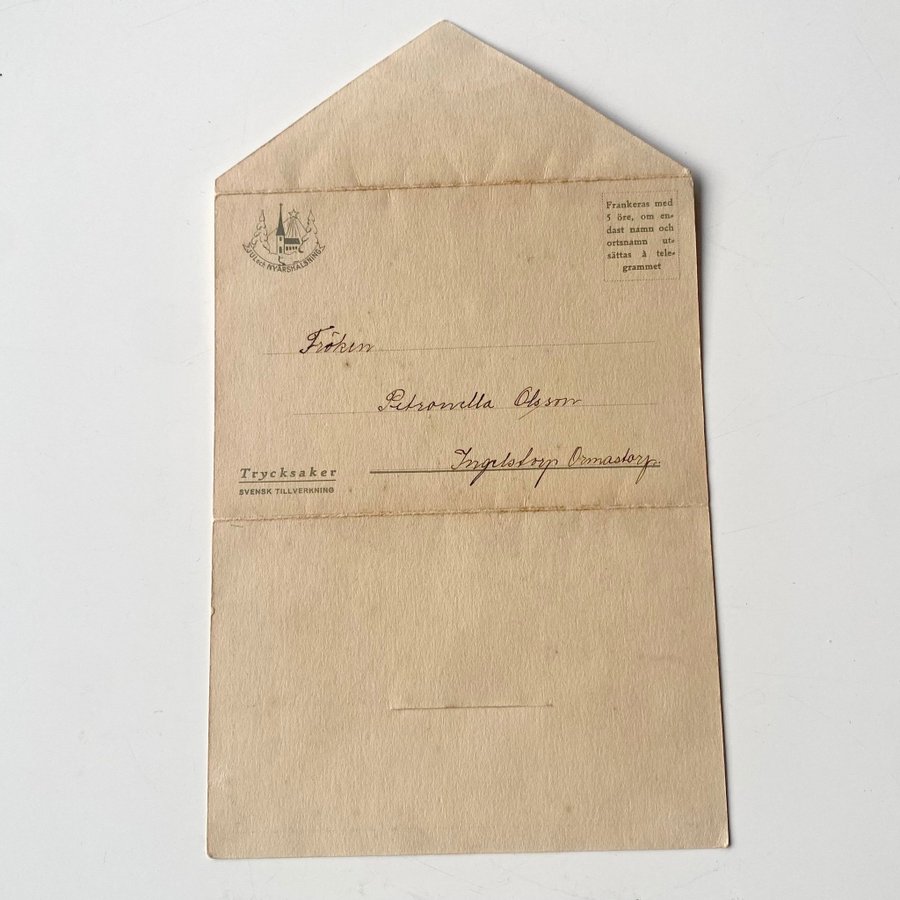 JUL och NYÅRSHÄLSNING
Frankeras med
5 öre, om en-
dast namn och
ortsnamn ut-
sättas å tele-
grammet
Fröken
Petronella Olsson
Ingelstorp Ormastorp
Trycksaker
SVENSK TILLVERKNING